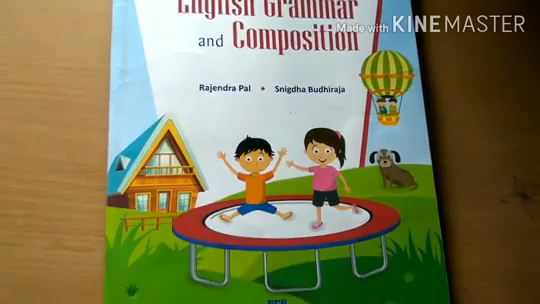 English Grammar
and Composition
Made with KINEMASTER
Rajendra Pal • Snigdha Budhiraja